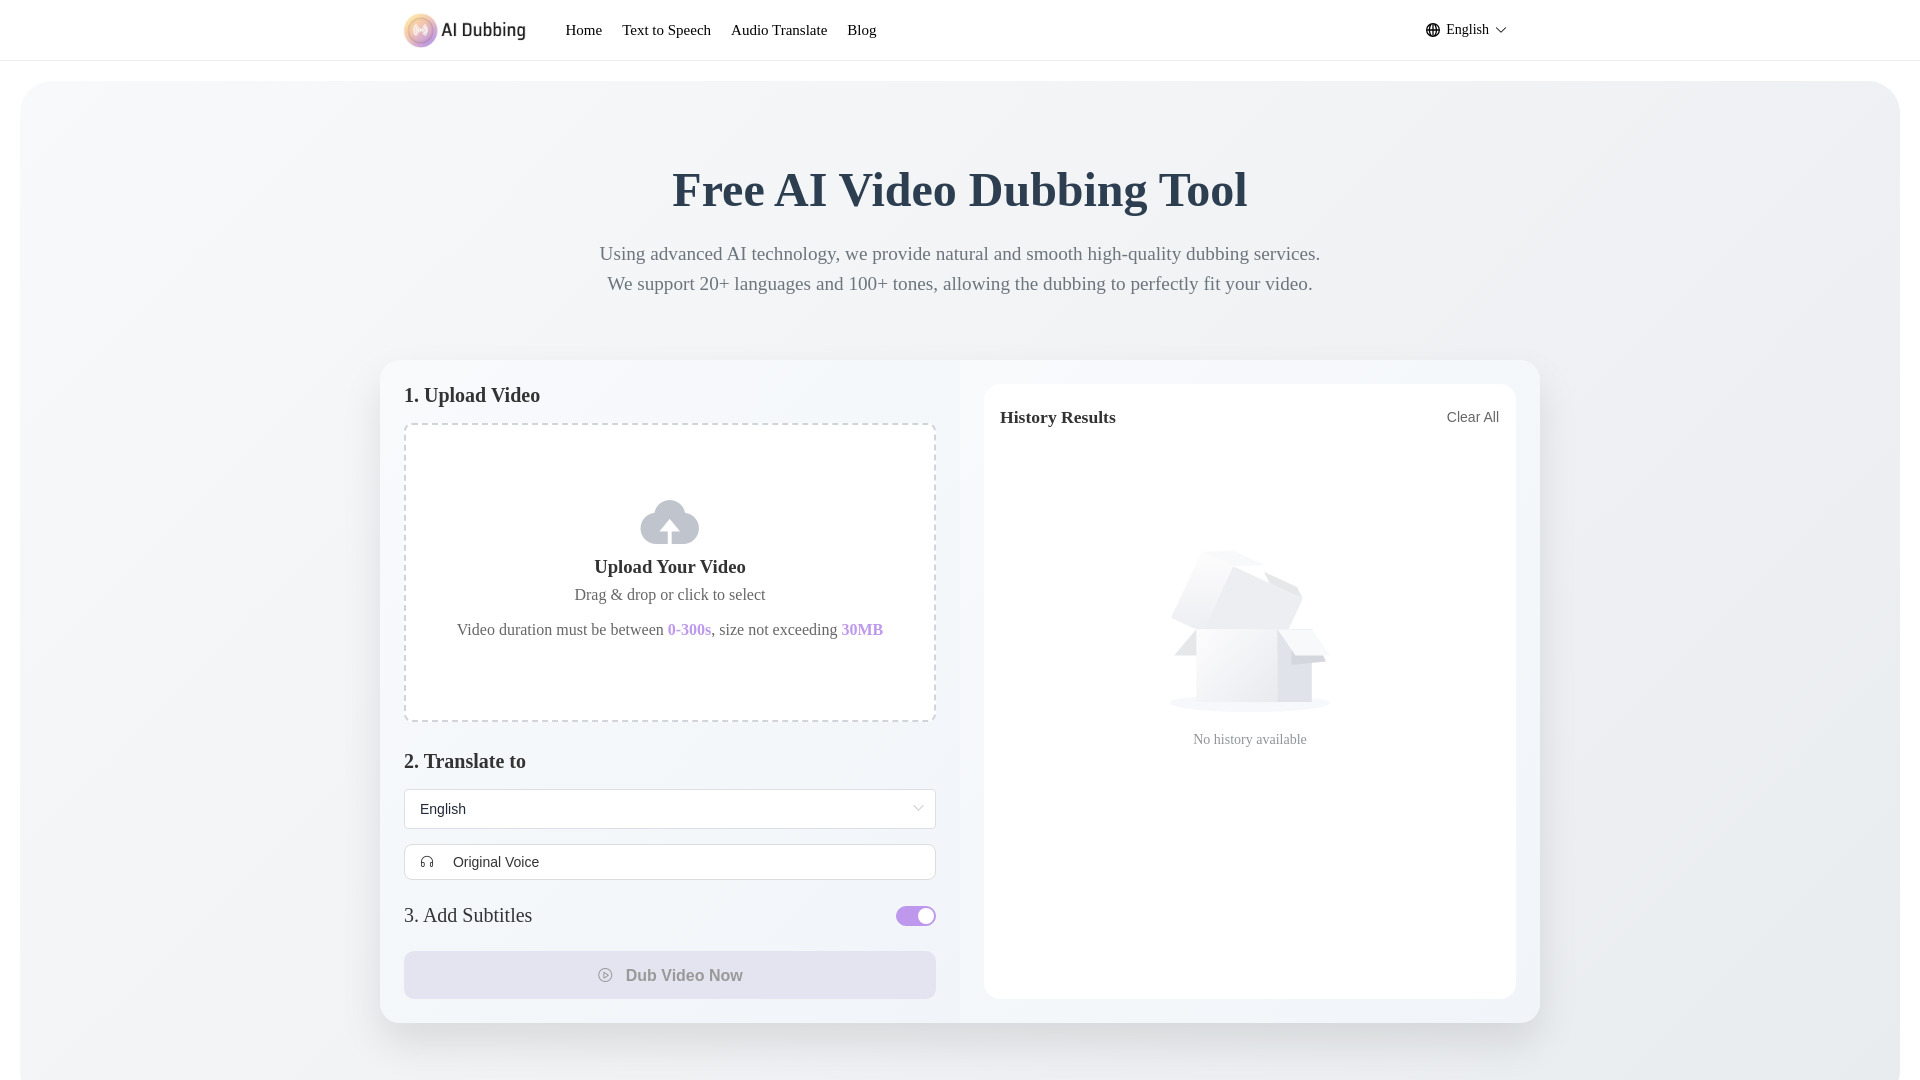 AI Dubbing
Home
Text to Speech
Audio Translate
Blog
English
Free AI Video Dubbing Tool
Using advanced AI technology, we provide natural and smooth high-quality dubbing services.
We support 20+ languages and 100+ tones, allowing the dubbing to perfectly fit your video.
1. Upload Video
Upload Your Video
Drag & drop or click to select
Video duration must be between 0-300s, size not exceeding 30MB
2. Translate to
English
Original Voice
3. Add Subtitles
Dub Video Now
History Results
Clear All
No history available